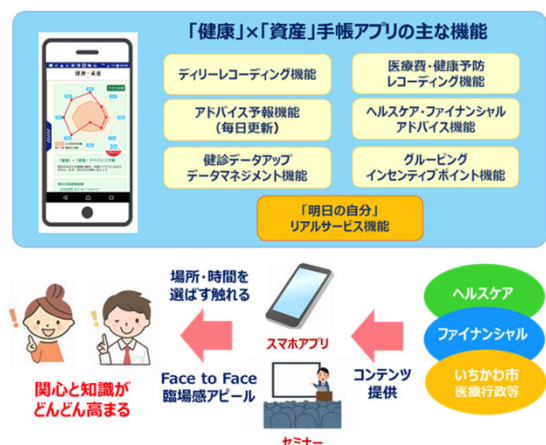 「健康」×「資産」手帳アプリの主な機能
健康・資産
ディリーレコーディング機能
医療費・健康予防
レコーディング機能
アドバイス予報機能
(毎日更新)
ヘルスケア・ファイナンシャル
アドバイス機能
健診データアップ
データマネジメント機能
グルーピング
インセンティブポイント機能
「明日の自分」
リアルサービス機能
場所・時間を
選ばす触れる
スマホアプリ
Face to Face
臨場感アピール
セミナー
コンテンツ
提供
ヘルスケア
ファイナンシャル
いちかわ市
医療行政等
関心と知識が
どんどん高まる